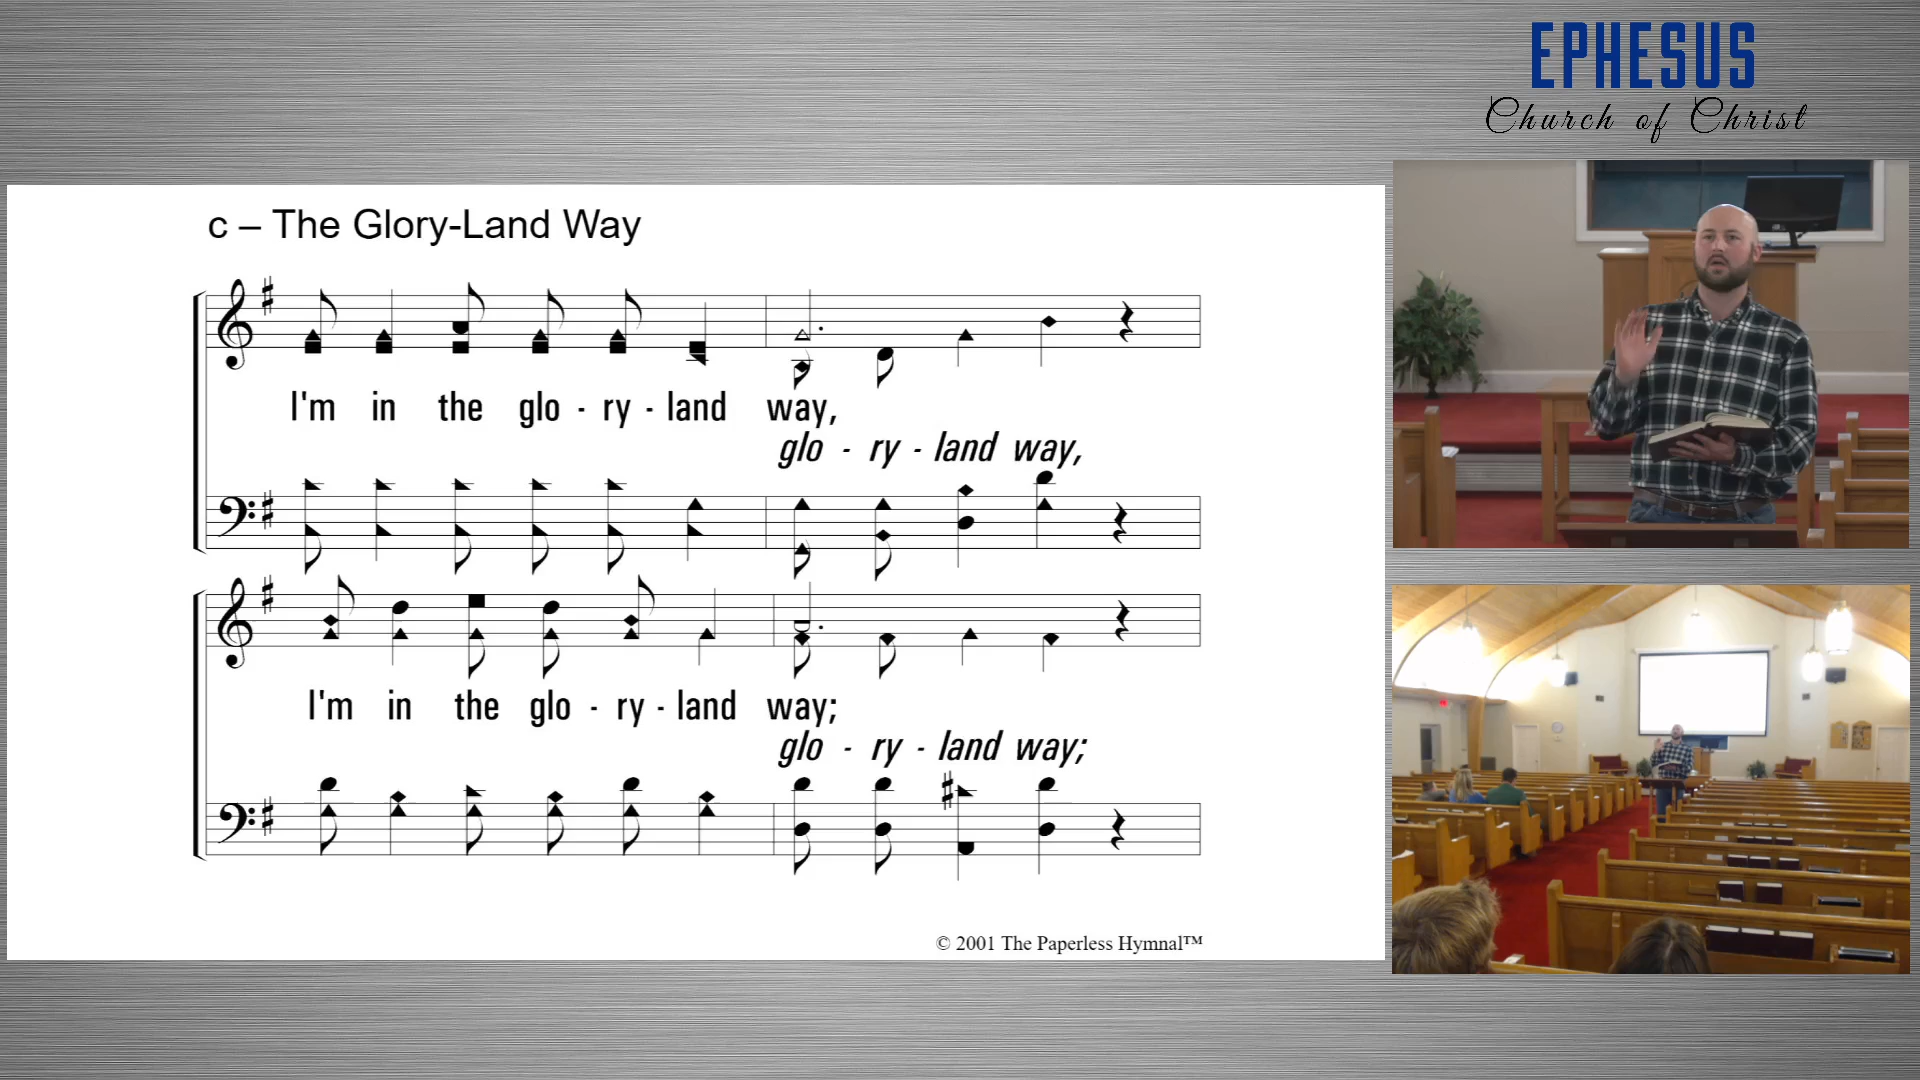 EPHESUS
Church of Christ
c – The Glory-Land Way
I'm in the glo - ry - land way,
glo - ry - land way,
I'm in the glo - ry - land way;
glo - ry - land way;
© 2001 The Paperless Hymnal™